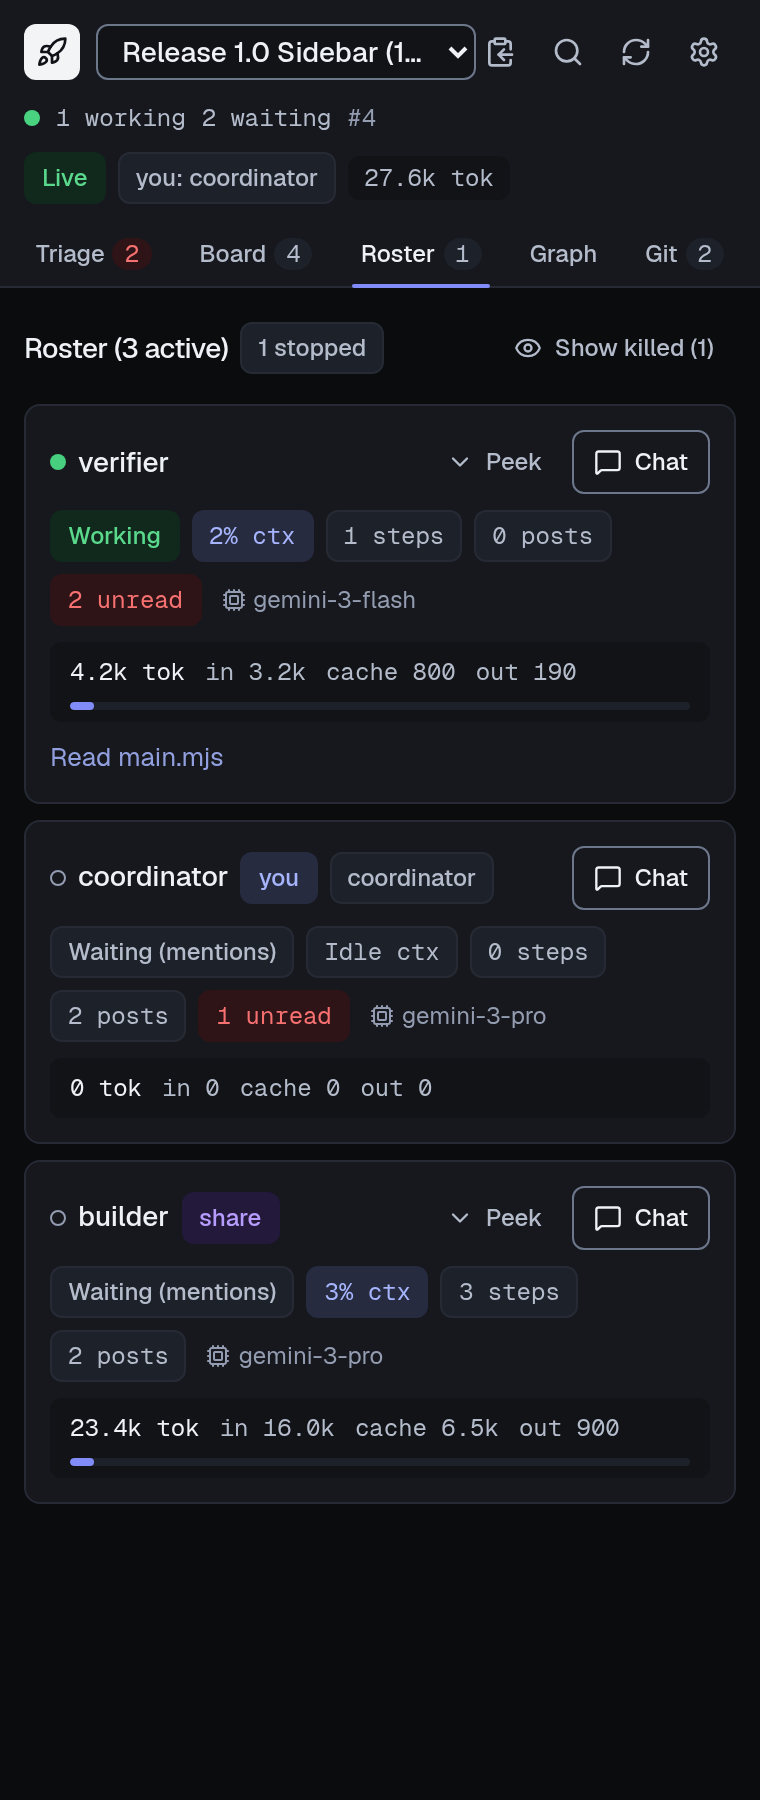 Release 1.0 Sidebar (1...
1 working 2 waiting #4
Live you: coordinator 27.6k tok
Triage 2 Board 4 Roster 1 Graph Git 2
Roster (3 active) 1 stopped Show killed (1)
verifier Peek Chat
Working 2% ctx 1 steps 0 posts
2 unread gemini-3-flash
4.2k tok in 3.2k cache 800 out 190
Read main.mjs
coordinator you coordinator Chat
Waiting (mentions) Idle ctx 0 steps
2 posts 1 unread gemini-3-pro
0 tok in 0 cache 0 out 0
builder share Peek Chat
Waiting (mentions) 3% ctx 3 steps
2 posts gemini-3-pro
23.4k tok in 16.0k cache 6.5k out 900